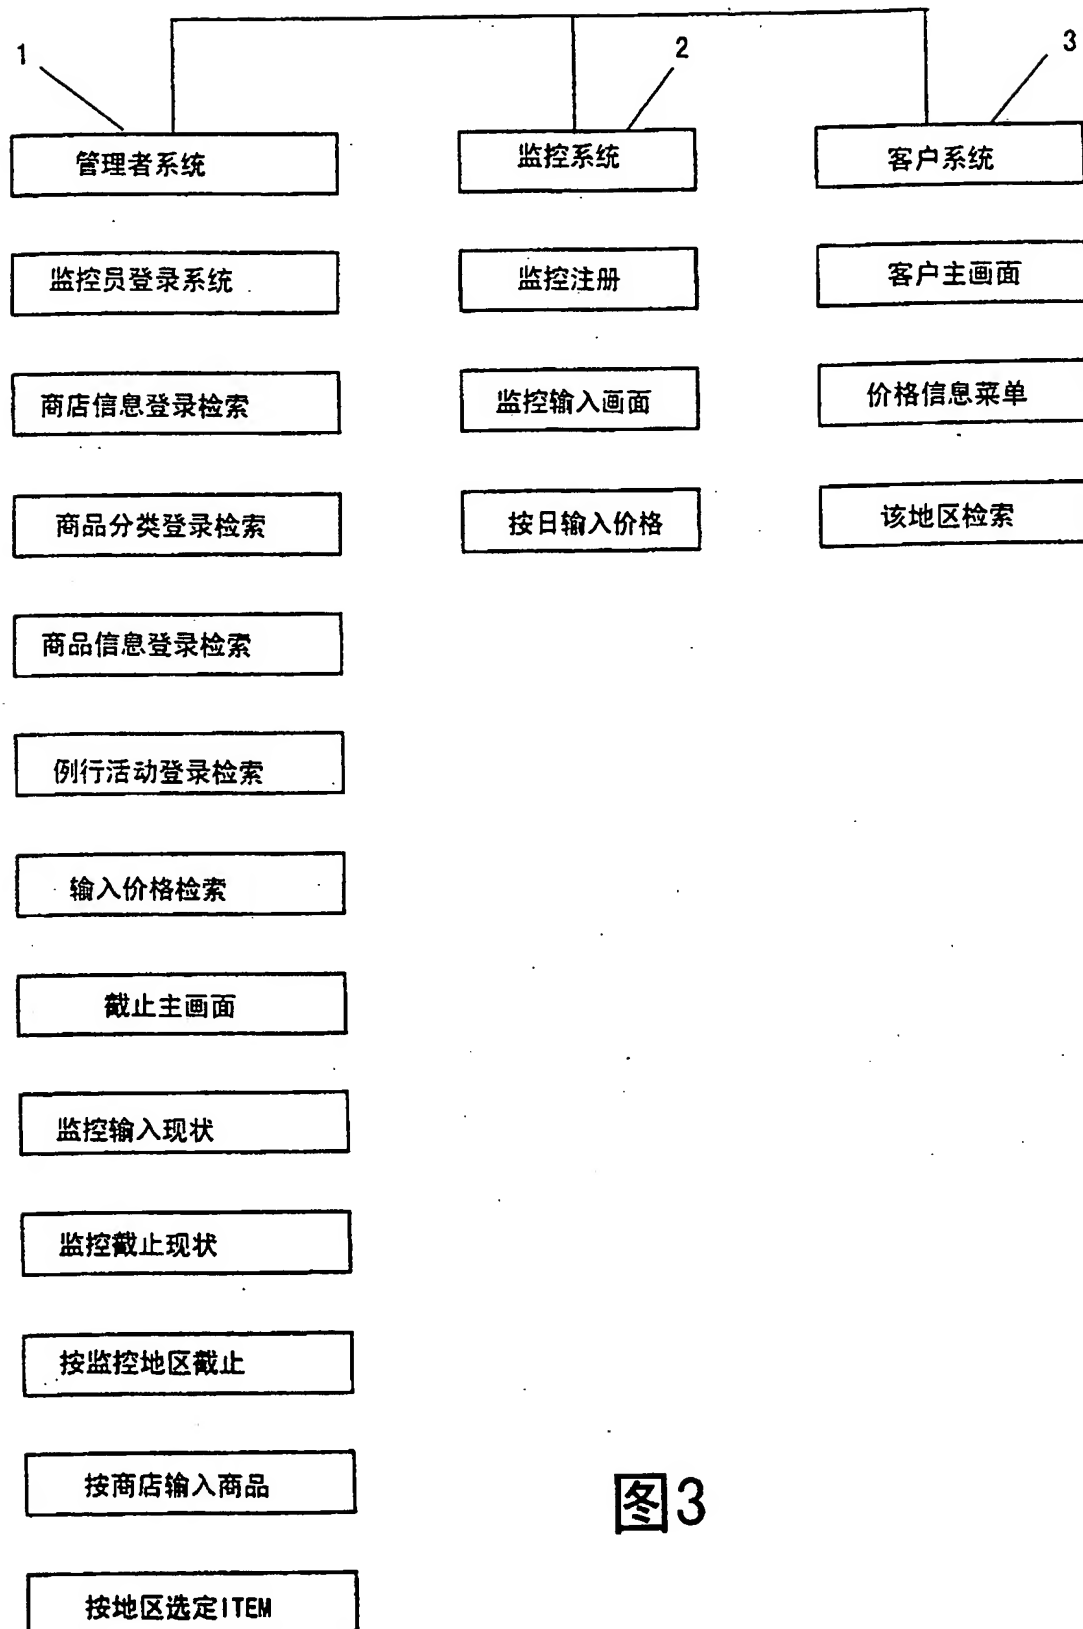 1
2
3
管理者系统
监控系统
客户系统
监控员登录系统
监控注册
客户主画面
商店信息登录检索
监控输入画面
价格信息菜单
商品分类登录检索
按日输入价格
该地区检索
商品信息登录检索
例行活动登录检索
输入价格检索
截止主画面
监控输入现状
监控截止现状
按监控地区截止
按商店输入商品
按地区选定ITEM
图3